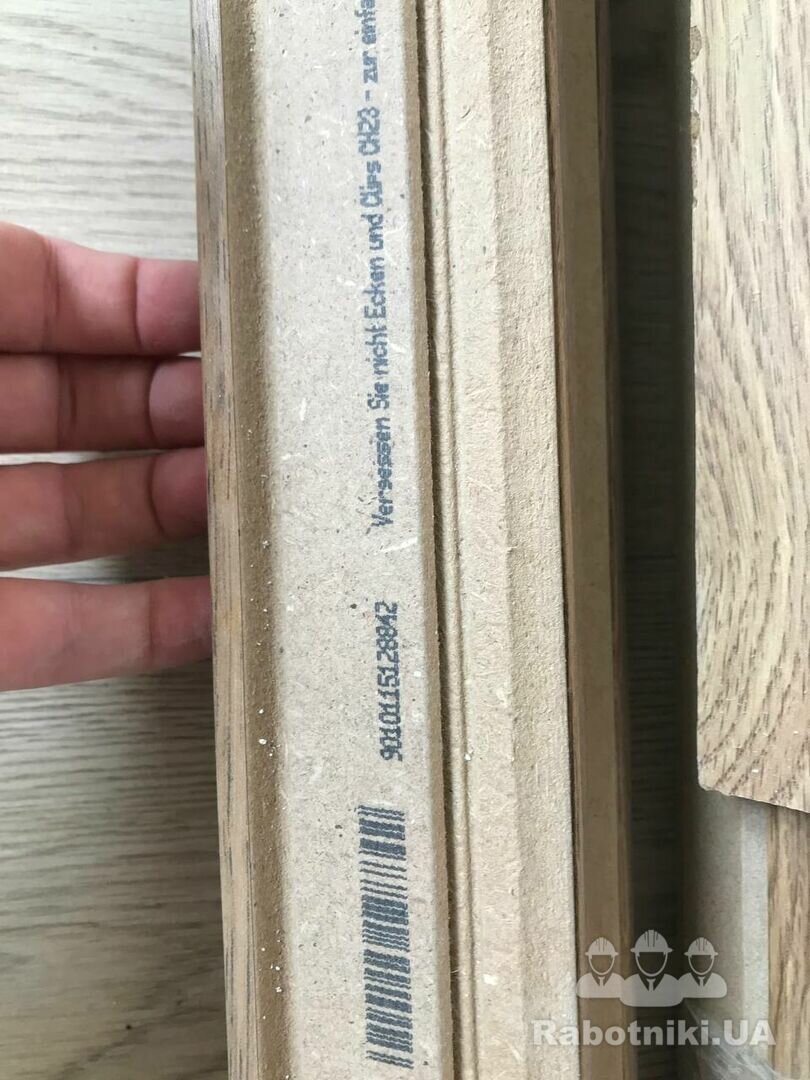 Vergessen Sie nicht Ecken und Clips CH23 - zur einfa
9010115128842
Rabotniki.UA